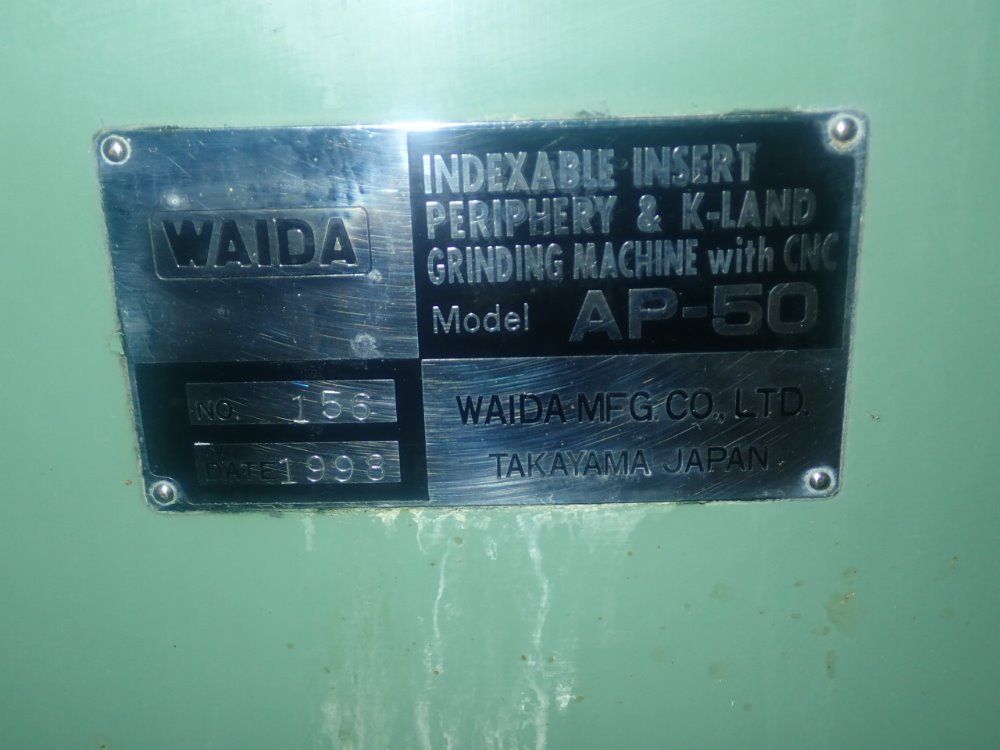 WAIDA
INDEXABLE INSERT
PERIPHERY & K-LAND
GRINDING MACHINE with CNC
Model AP-50
NO. 156
DATE 1998
WAIDA MFG. CO., LTD.
TAKAYAMA JAPAN